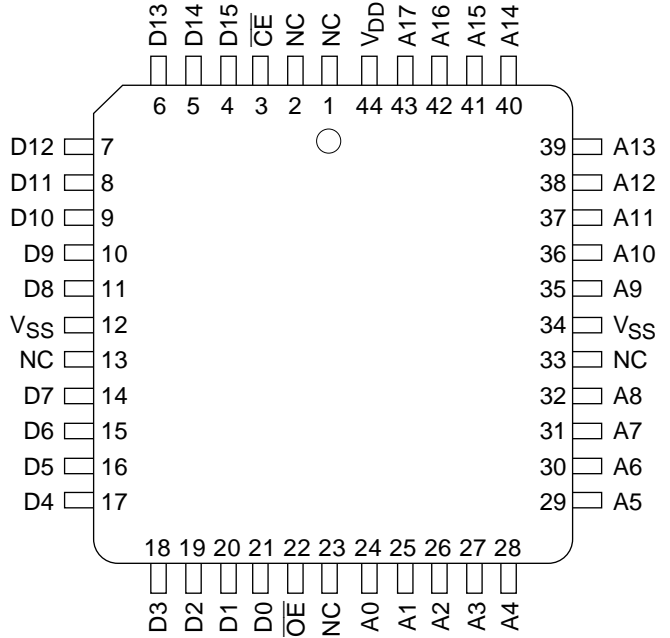 D13 D14 D15 CE NC NC VDD A17 A16 A15 A14
6 5 4 3 2 1 44 43 42 41 40
D12 7 39 A13
D11 8 38 A12
D10 9 37 A11
D9 10 36 A10
D8 11 35 A9
VSS 12 34 VSS
NC 13 33 NC
D7 14 32 A8
D6 15 31 A7
D5 16 30 A6
D4 17 29 A5
18 19 20 21 22 23 24 25 26 27 28
D3 D2 D1 D0 OE NC A0 A1 A2 A3 A4